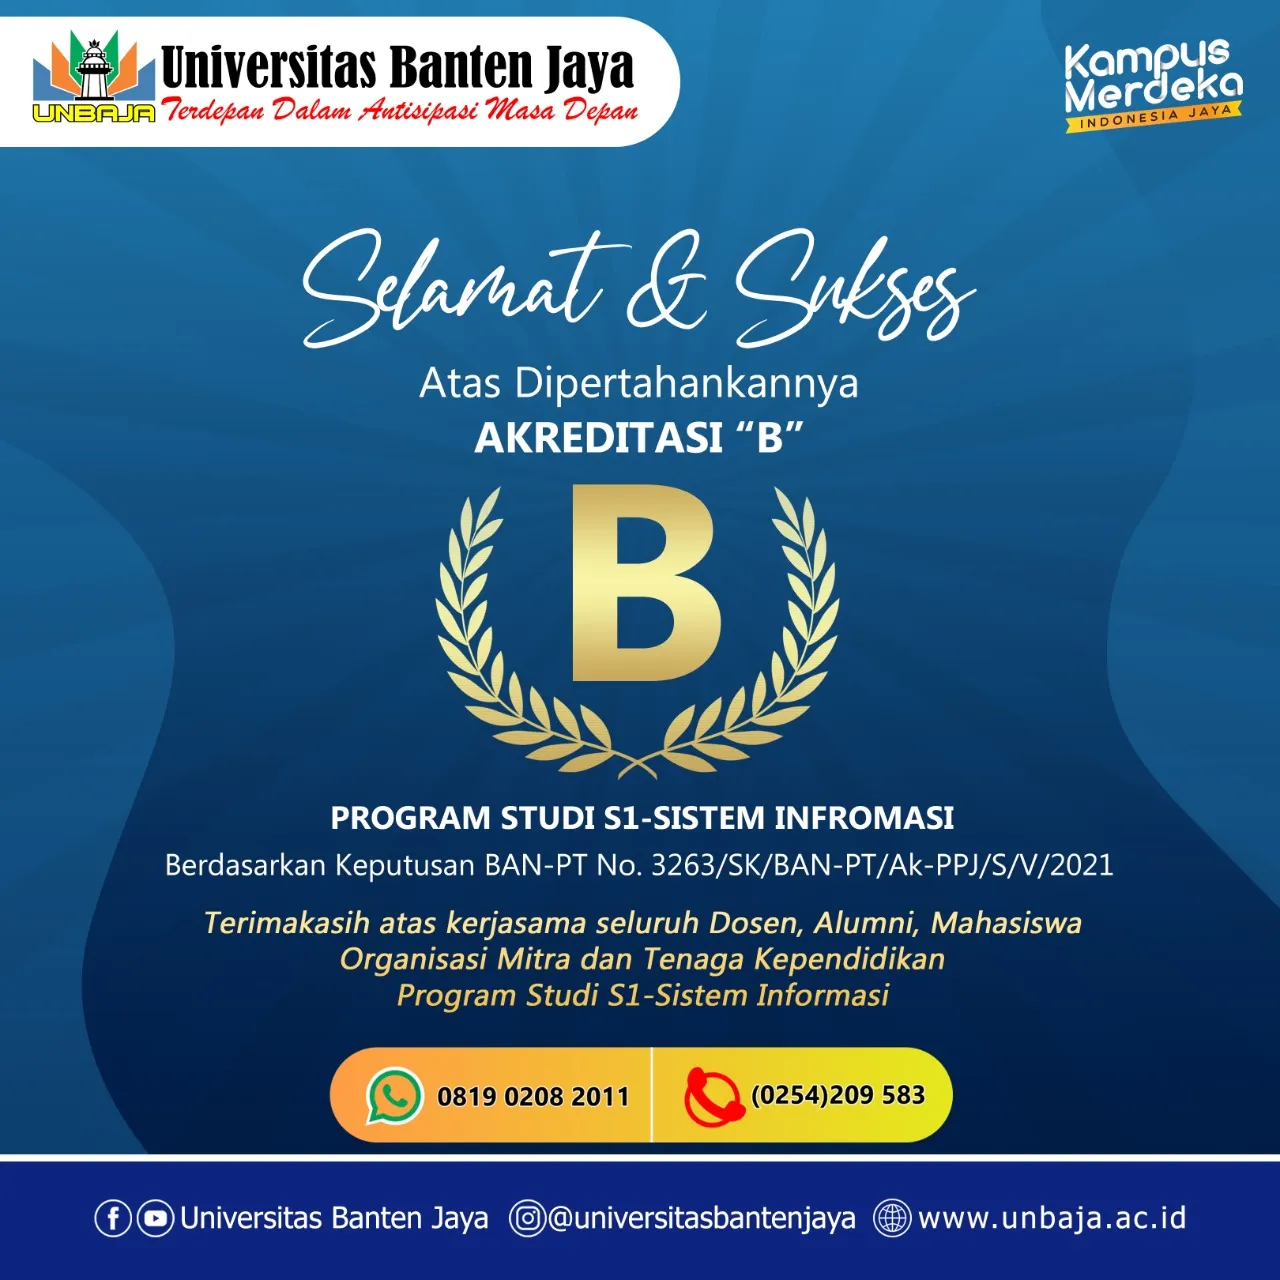 Universitas Banten Jaya
UNBAJA
Terdepan Dalam Antisipasi Masa Depan
Kampus
Merdeka
INDONESIA JAYA
Selamat & Sukses
Atas Dipertahankannya
AKREDITASI “B”
B
PROGRAM STUDI S1-SISTEM INFROMASI
Berdasarkan Keputusan BAN-PT No. 3263/SK/BAN-PT/Ak-PPJ/S/V/2021
Terimakasih atas kerjasama seluruh Dosen, Alumni, Mahasiswa
Organisasi Mitra dan Tenaga Kependidikan
Program Studi S1-Sistem Informasi
0819 0208 2011 (0254)209 583
Universitas Banten Jaya @universitasbantenjaya www.unbaja.ac.id